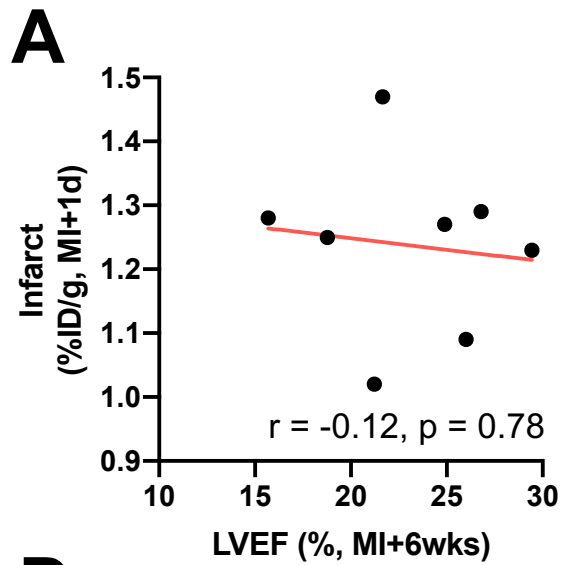 A
1.5
1.4
1.3
1.2
1.1
1.0
0.9
Infarct
(%ID/g, MI+1d)
r = -0.12, p = 0.78
10 15 20 25 30
LVEF (%, MI+6wks)